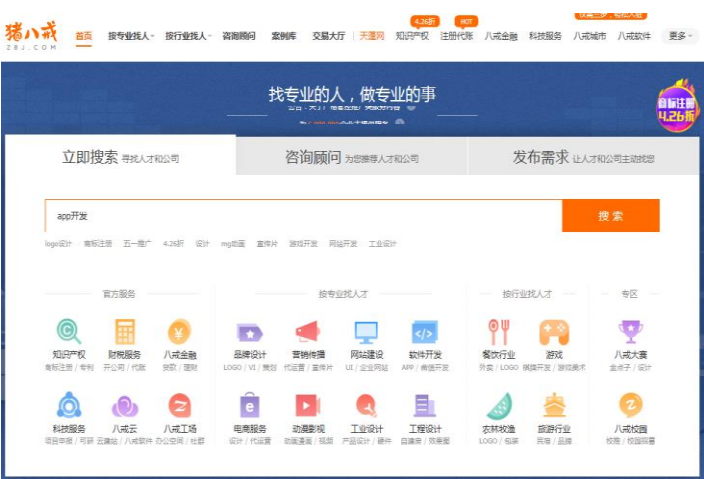 4.26折 HOT
猪八戒 首页 按专业找人 按行业找人 咨询顾问 案例库 交易大厅 天蓬网 知识产权 注册代账 八戒金融 科技服务 八戒城市 八戒软件 更多
ZBJ.COM
找专业的人，做专业的事
商标注册
4.26折
立即搜索 寻找人才和公司 咨询顾问 为您推荐人才和公司 发布需求 让人才和公司主动找您
app开发 搜索
logo设计 商标注册 五一推广 4.26折 设计 mg动画 宣传片 游戏开发 网站开发 工业设计
官方服务 按专业找人才 按行业找人才 专区
知识产权 财税服务 八戒金融 品牌设计 营销传播 网站建设 软件开发 餐饮行业 游戏 八戒大赛
商标注册 / 专利 开公司 / 代账 贷款 / 理财 LOGO / VI / 策划 代运营 / 宣传片 UI / 企业网站 APP / 微信开发 外卖 / LOGO 棋牌开发 / 游戏美术 金点子 / 设计
e
科技服务 八戒云 八戒工场 电商服务 动漫影视 工业设计 工程设计 农林牧渔 旅游行业 八戒校园
项目申报 / 可研 云建站 / 八戒软件 办公空间 / 社群 设计 / 代运营 动画漫画 / 视频 产品设计 / 硬件 自建房 / 效果图 LOGO / 包装 民宿 / 品牌